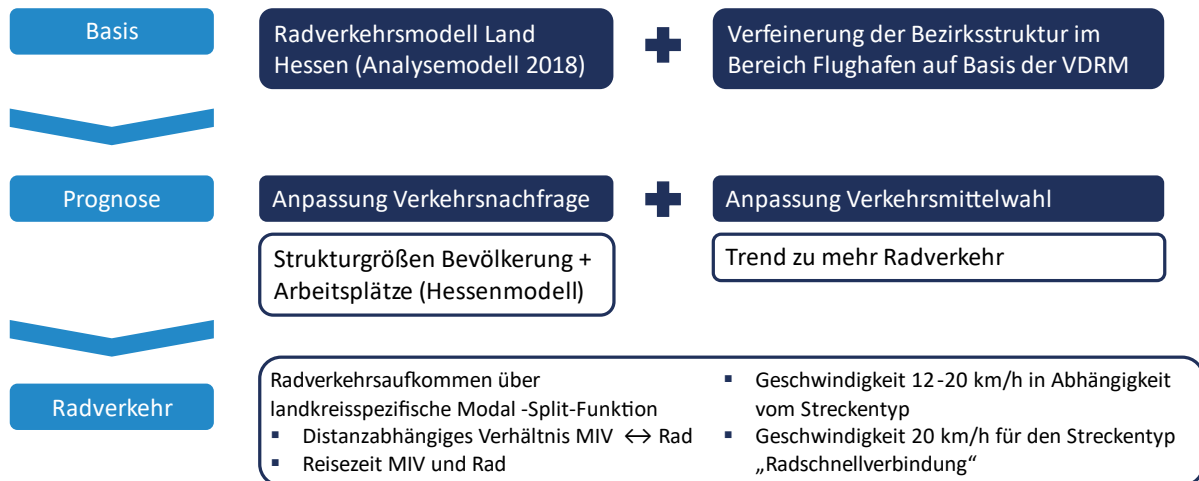 Basis
Radverkehrsmodell Land
Hessen (Analysemodell 2018)
Verfeinerung der Bezirksstruktur im
Bereich Flughafen auf Basis der VDRM
Prognose
Anpassung Verkehrsnachfrage
Anpassung Verkehrsmittelwahl
Strukturgrößen Bevölkerung +
Arbeitsplätze (Hessenmodell)
Trend zu mehr Radverkehr
Radverkehr
Radverkehrsaufkommen über
landkreisspezifische Modal -Split-Funktion
▪ Distanzabhängiges Verhältnis MIV ↔ Rad
▪ Reisezeit MIV und Rad
▪ Geschwindigkeit 12-20 km/h in Abhängigkeit
vom Streckentyp
▪ Geschwindigkeit 20 km/h für den Streckentyp
„Radschnellverbindung“